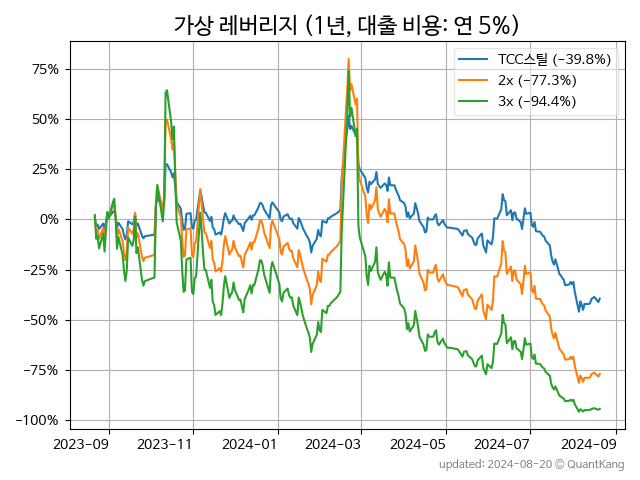 가상 레버리지 (1년, 대출 비용: 연 5%)
TCC스틸 (−39.8%)
2x (−77.3%)
3x (−94.4%)
75%
50%
25%
0%
−25%
−50%
−75%
−100%
2023-09 2023-11 2024-01 2024-03 2024-05 2024-07 2024-09
updated: 2024-08-20 © QuantKang